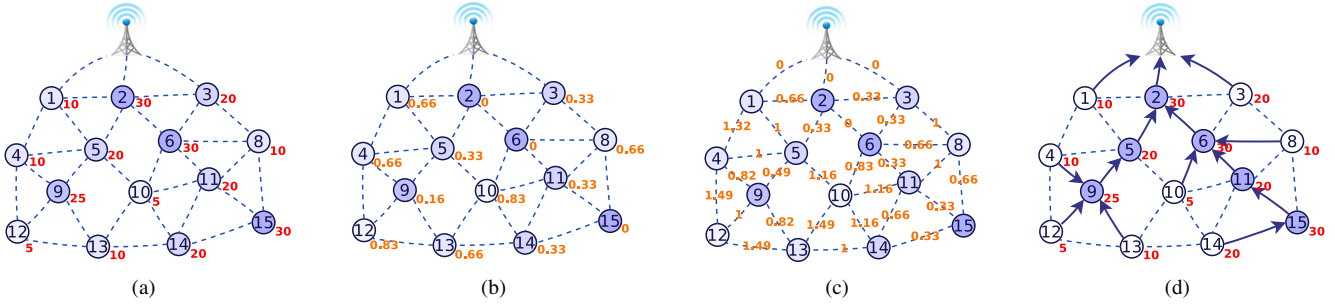 1 10 2 30 3 20
4 10 5 20 6 30 8 10
9 25 10 5 11 20
12 5 13 10 14 20 15 30
(a)
1 0.66 2 0 3 0.33
4 0.66 5 0.33 6 0 8 0.66
9 0.16 10 0.83 11 0.33
12 0.83 13 0.66 14 0.33 15 0
(b)
0 0
0
1 0.66 2 0.33 3
1,32 1 0,33 0 0,33 1
4 1 5 6 0.66 8
0.82 0.49 0.83 0.33 1
1.49 9 1.16 10 1.16 11 0.66
1 0.82 1.49 1.16 0.66 0.33
12 1.49 13 1 14 0.33 15
(c)
1 10 2 30 3 20
4 10 5 20 6 30 8 10
9 25 10 5 11 20
12 5 13 10 14 20 15 30
(d)